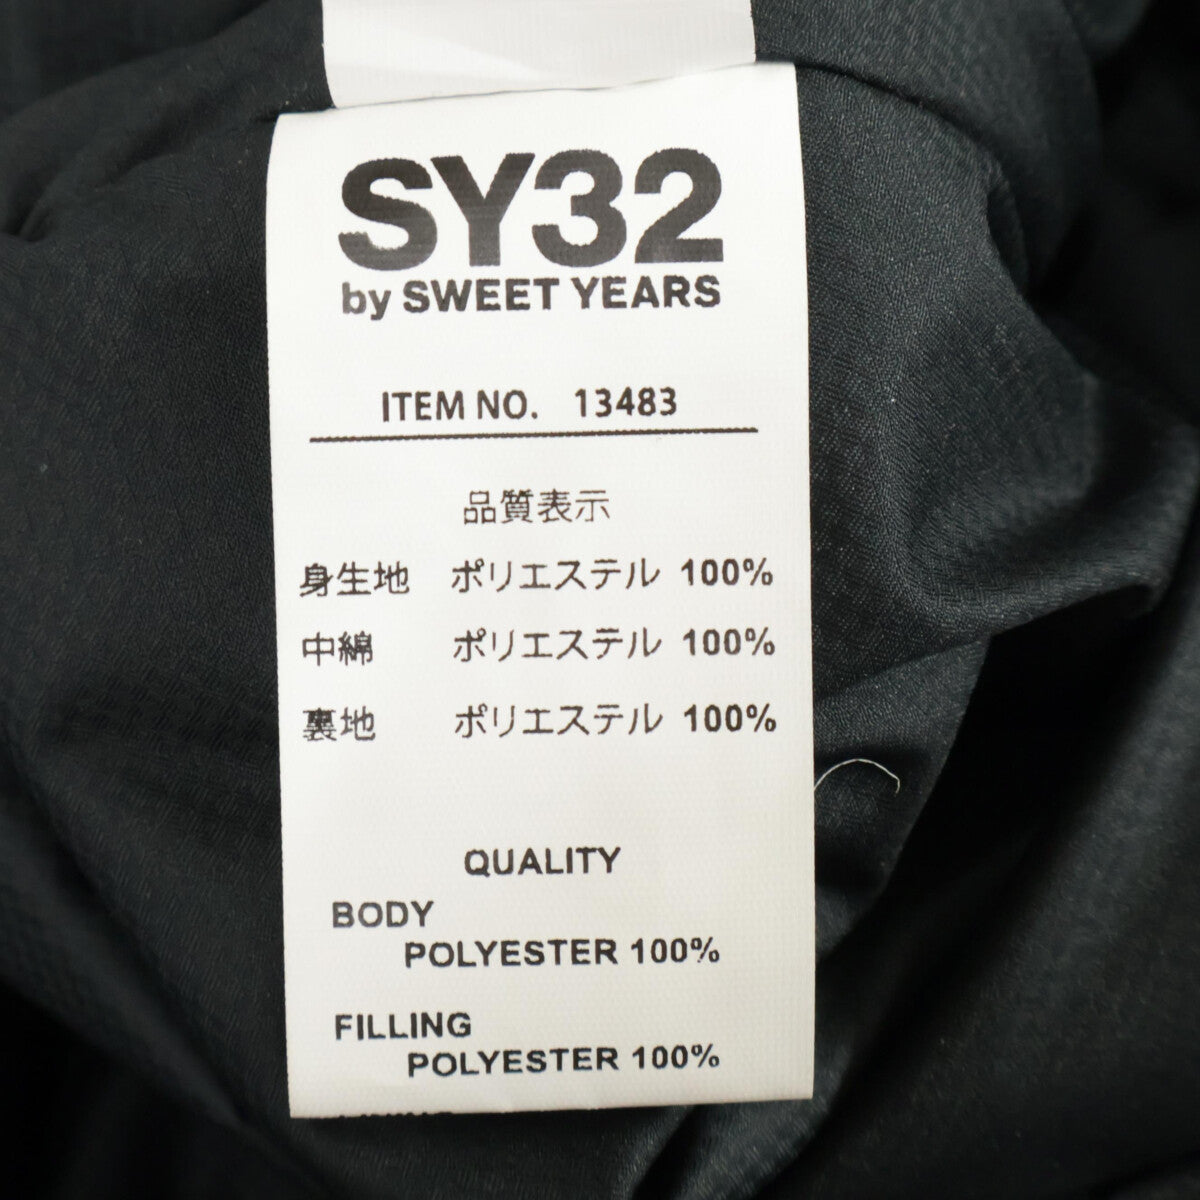 SY32
by SWEET YEARS
ITEM NO. 13483
品質表示
身生地 ポリエステル 100%
中綿 ポリエステル 100%
裏地 ポリエステル 100%
QUALITY
BODY
POLYESTER 100%
FILLING
POLYESTER 100%